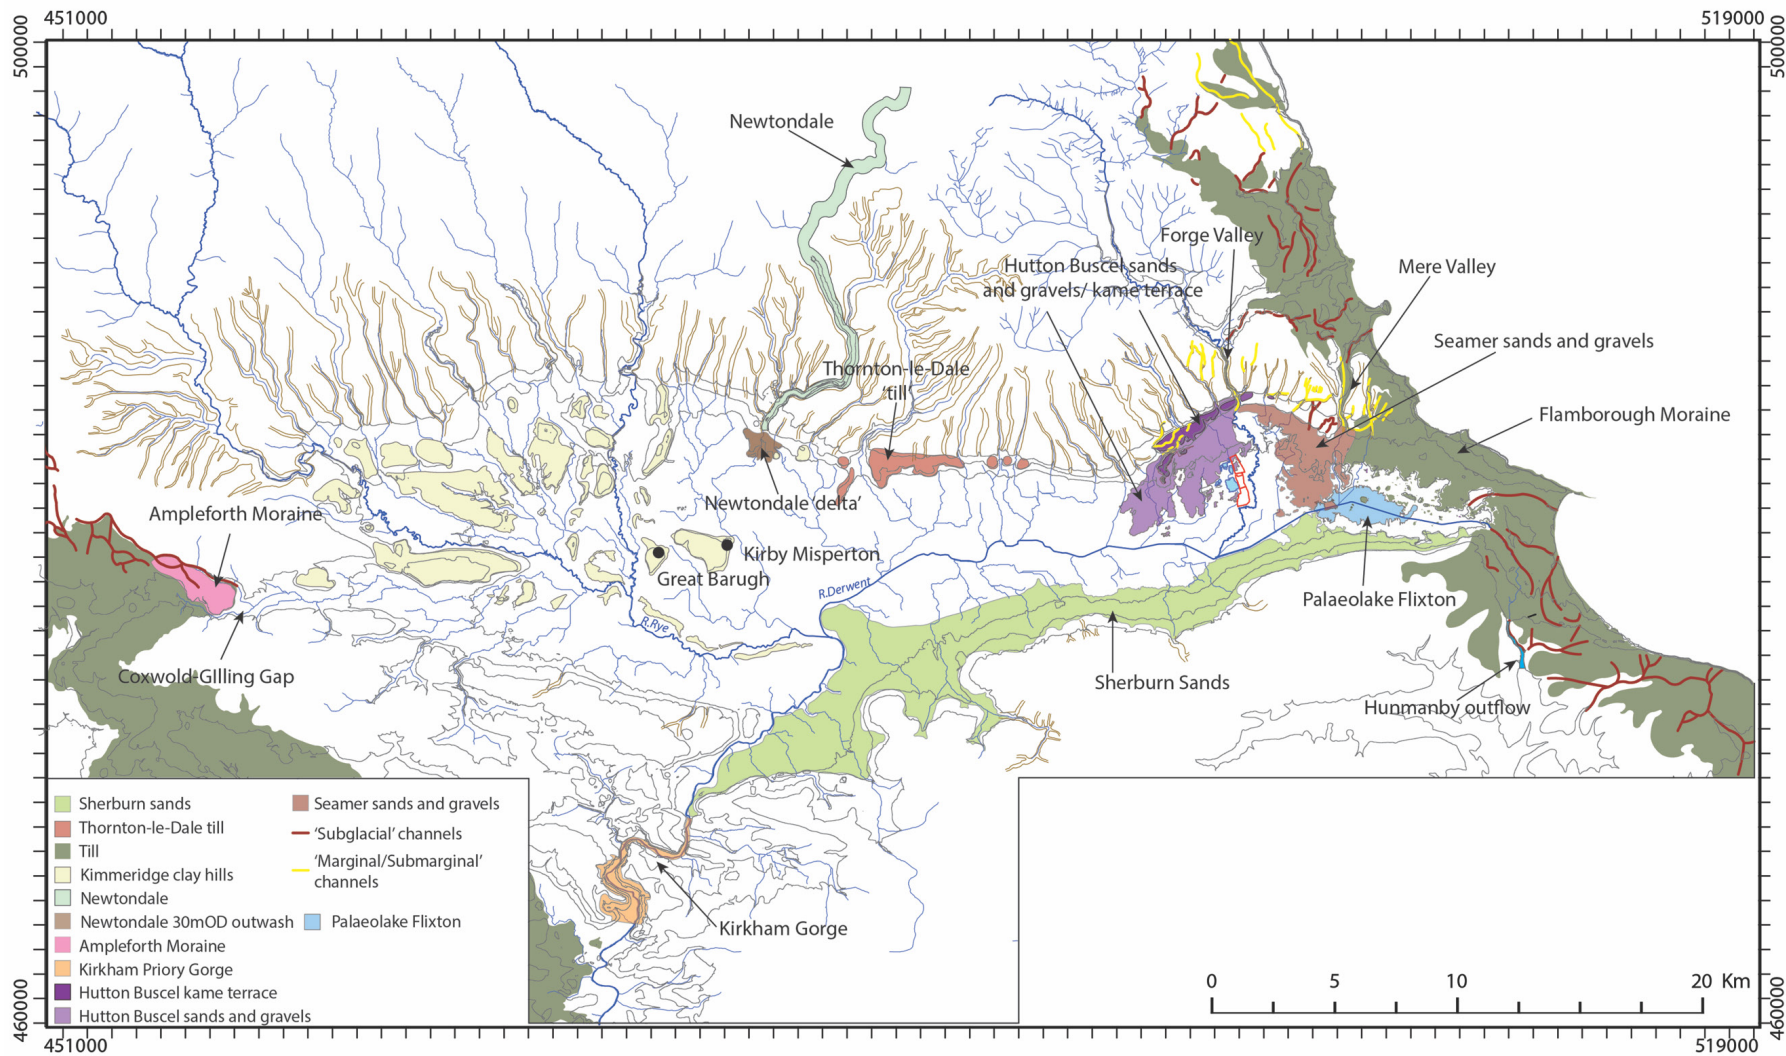 451000
519000
500000
500000
Newtondale
Forge Valley
Hutton Buscel sands
and gravels/ kame terrace
Mere Valley
Seamer sands and gravels
Thornton-le-Dale
'till'
Flamborough Moraine
Newtondale delta'
Ampleforth Moraine
Kirby Misperton
Great Barugh
R.Derwent
Palaeolake Flixton
R.Rye
Coxwold-GIlling Gap
Sherburn Sands
Hunmanby outflow
Sherburn sands
Thornton-le-Dale till
Till
Kimmeridge clay hills
Newtondale
Newtondale 30mOD outwash
Ampleforth Moraine
Kirkham Priory Gorge
Hutton Buscel kame terrace
Hutton Buscel sands and gravels
Seamer sands and gravels
'Subglacial' channels
'Marginal/Submarginal'
channels
Palaeolake Flixton
Kirkham Gorge
0 5 10 20 Km
460000
460000
451000
519000